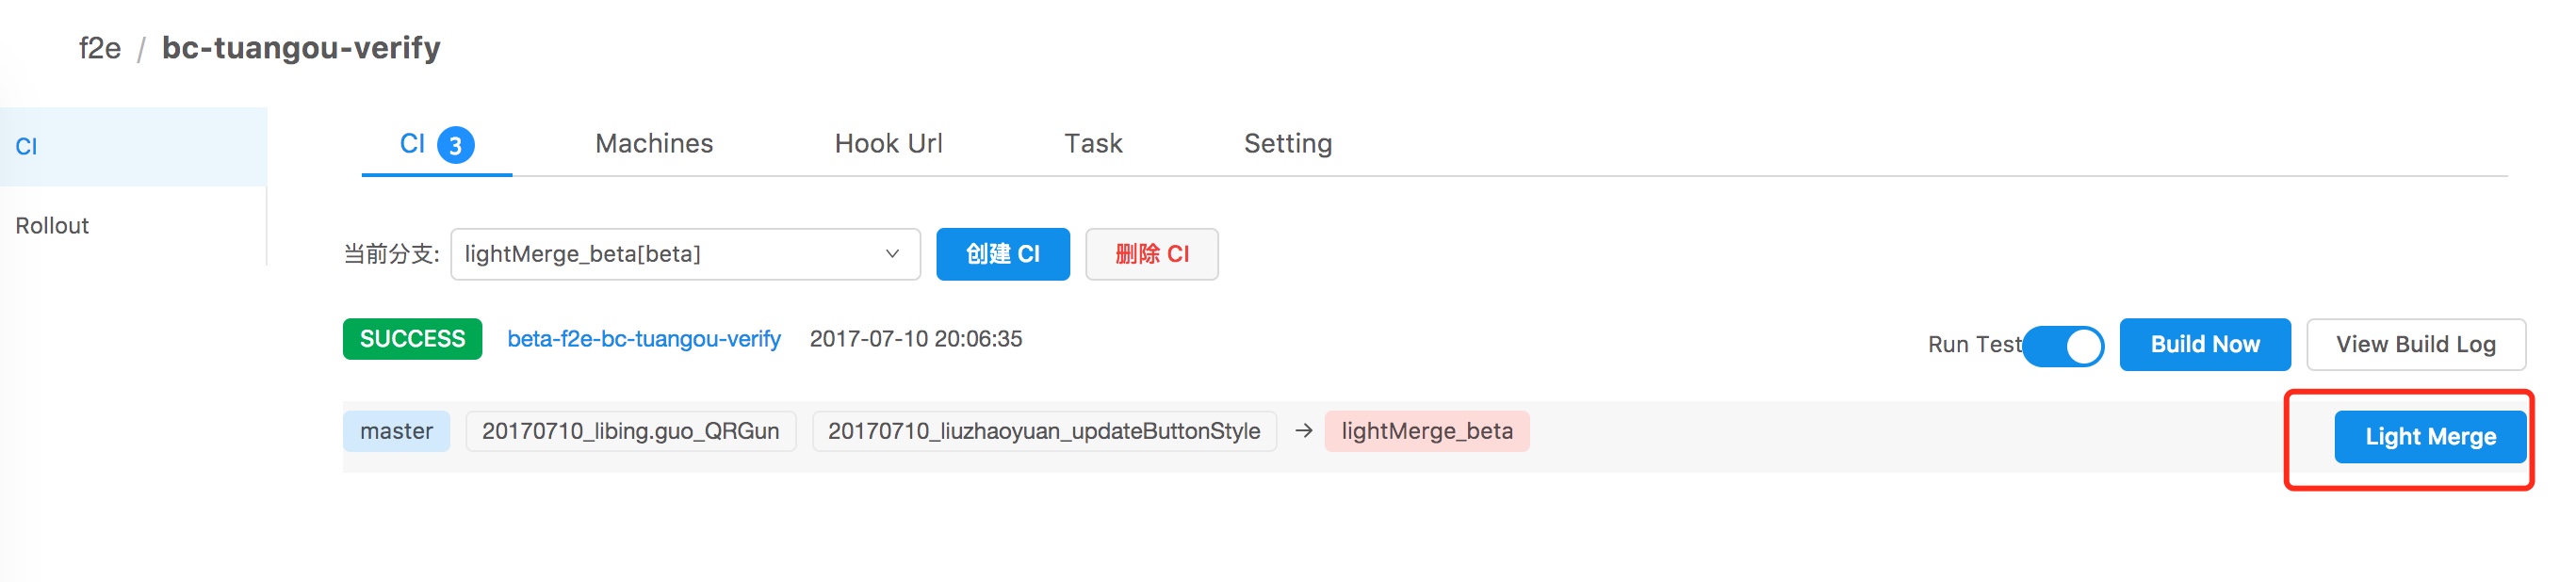 f2e / bc-tuangou-verify
CI
Rollout
CI 3 Machines Hook Url Task Setting
当前分支: lightMerge_beta[beta] 创建 CI 删除 CI
SUCCESS beta-f2e-bc-tuangou-verify 2017-07-10 20:06:35 Run Test Build Now View Build Log
master 20170710_libing.guo_QRGun 20170710_liuzhaoyuan_updateButtonStyle → lightMerge_beta Light Merge